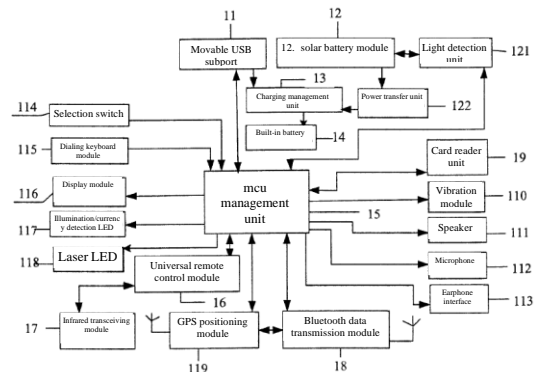 11
12
Movable USB
support
12. solar battery module
Light detection
unit
121
13
114
Selection switch
Charging management
unit
Power transfer unit
122
115
Dialing keyboard
module
Built-in battery
14
Card reader
unit
19
116
Display module
mcu
management
unit
Vibration
module
110
15
117
Illumination/currenc
y detection LED
Speaker
111
118
Laser LED
Microphone
112
Universal remote
control module
16
Earphone
interface
113
17
Infrared transceiving
module
GPS positioning
module
Bluetooth data
transmission module
119
18